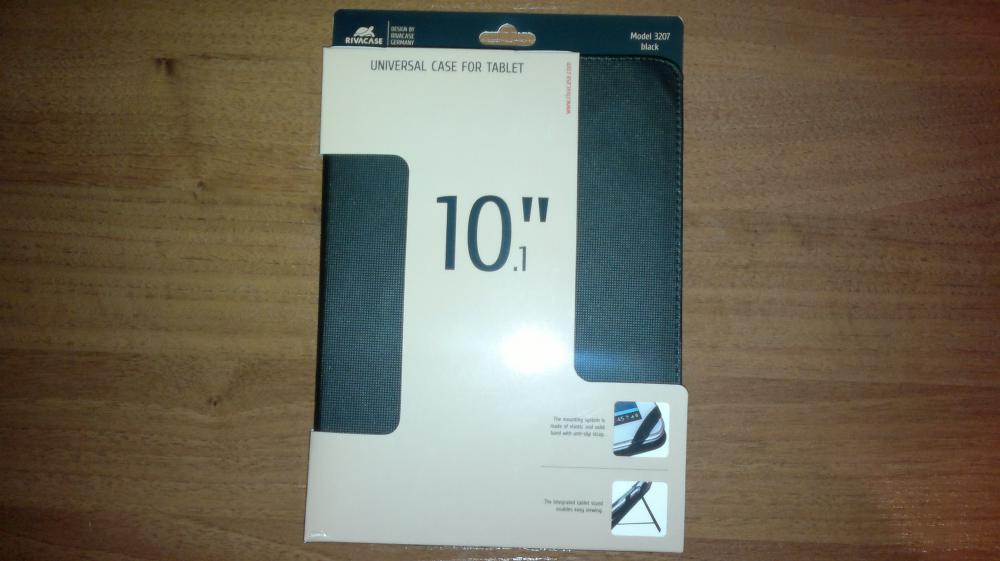 RIVACASE
DESIGN BY
RIVACASE
GERMANY
Model 3207
black
UNIVERSAL CASE FOR TABLET
www.rivacase.com
10.1"
The mounting system is
made of elastic and solid
band with anti-slip strap.
The integrated tablet stand
enables easy viewing.